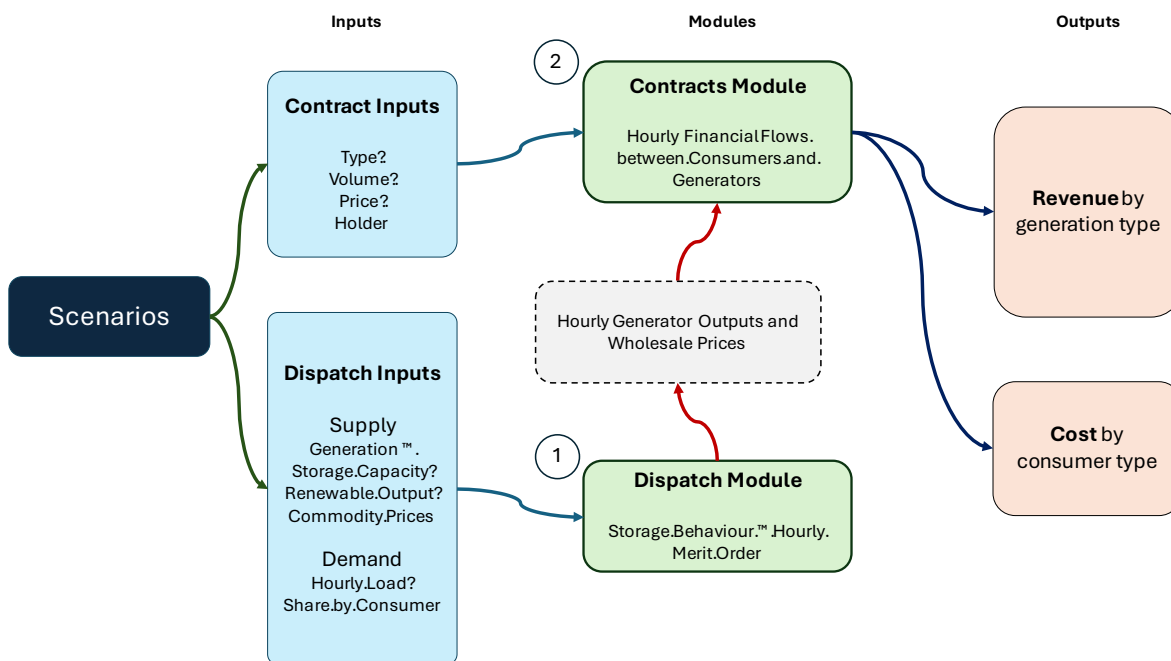 Inputs
Modules
Outputs
2
Contract Inputs
Type?
Volume?
Price?
Holder
Contracts Module
Hourly Financial Flows.
between.Consumers.and.
Generators
Revenue by
generation type
Scenarios
Hourly Generator Outputs and
Wholesale Prices
Dispatch Inputs
Supply
Generation ™.
Storage.Capacity?
Renewable.Output?
Commodity.Prices
Demand
Hourly.Load?
Share.by.Consumer
1
Dispatch Module
Storage.Behaviour.™.Hourly.
Merit.Order
Cost by
consumer type